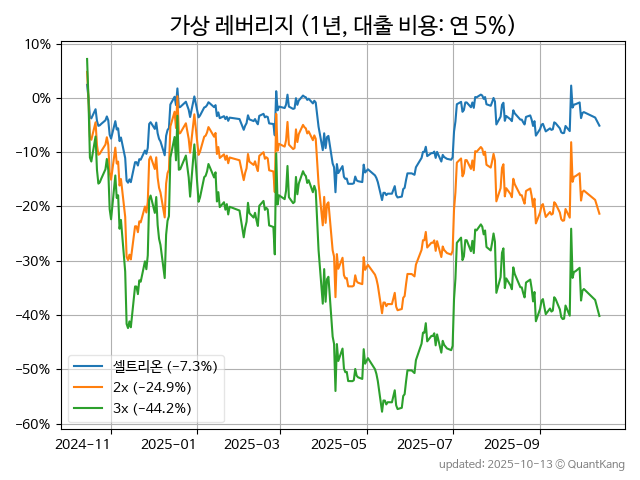 가상 레버리지 (1년, 대출 비용: 연 5%)
10%
0%
−10%
−20%
−30%
−40%
−50%
−60%
셀트리온 (−7.3%)
2x (−24.9%)
3x (−44.2%)
2024-11
2025-01
2025-03
2025-05
2025-07
2025-09
updated: 2025-10-13 © QuantKang